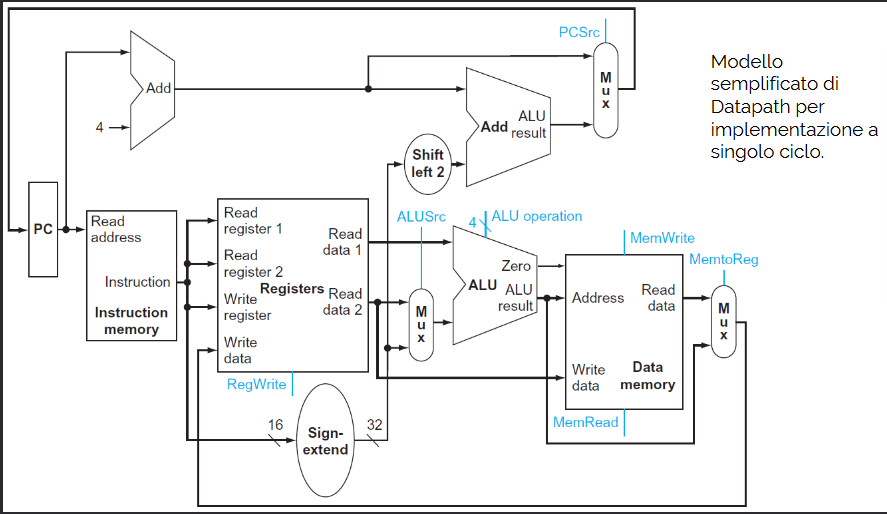 PCSrc
Modello
semplificato di
Datapath per
implementazione a
singolo ciclo.
M
u
x
Add
ALU
Add result
4
Shift
left 2
PC
Read
address
Instruction
Instruction
memory
Read
register 1
Read
data 1
Read
register 2
Registers
Write
register
Read
data 2
Write
data
RegWrite
ALUSrc
4
ALU operation
M
u
x
Zero
ALU
ALU
result
MemWrite
MemtoReg
Address
Read
data
M
u
x
Write
data
Data
memory
MemRead
16
Sign-
extend
32